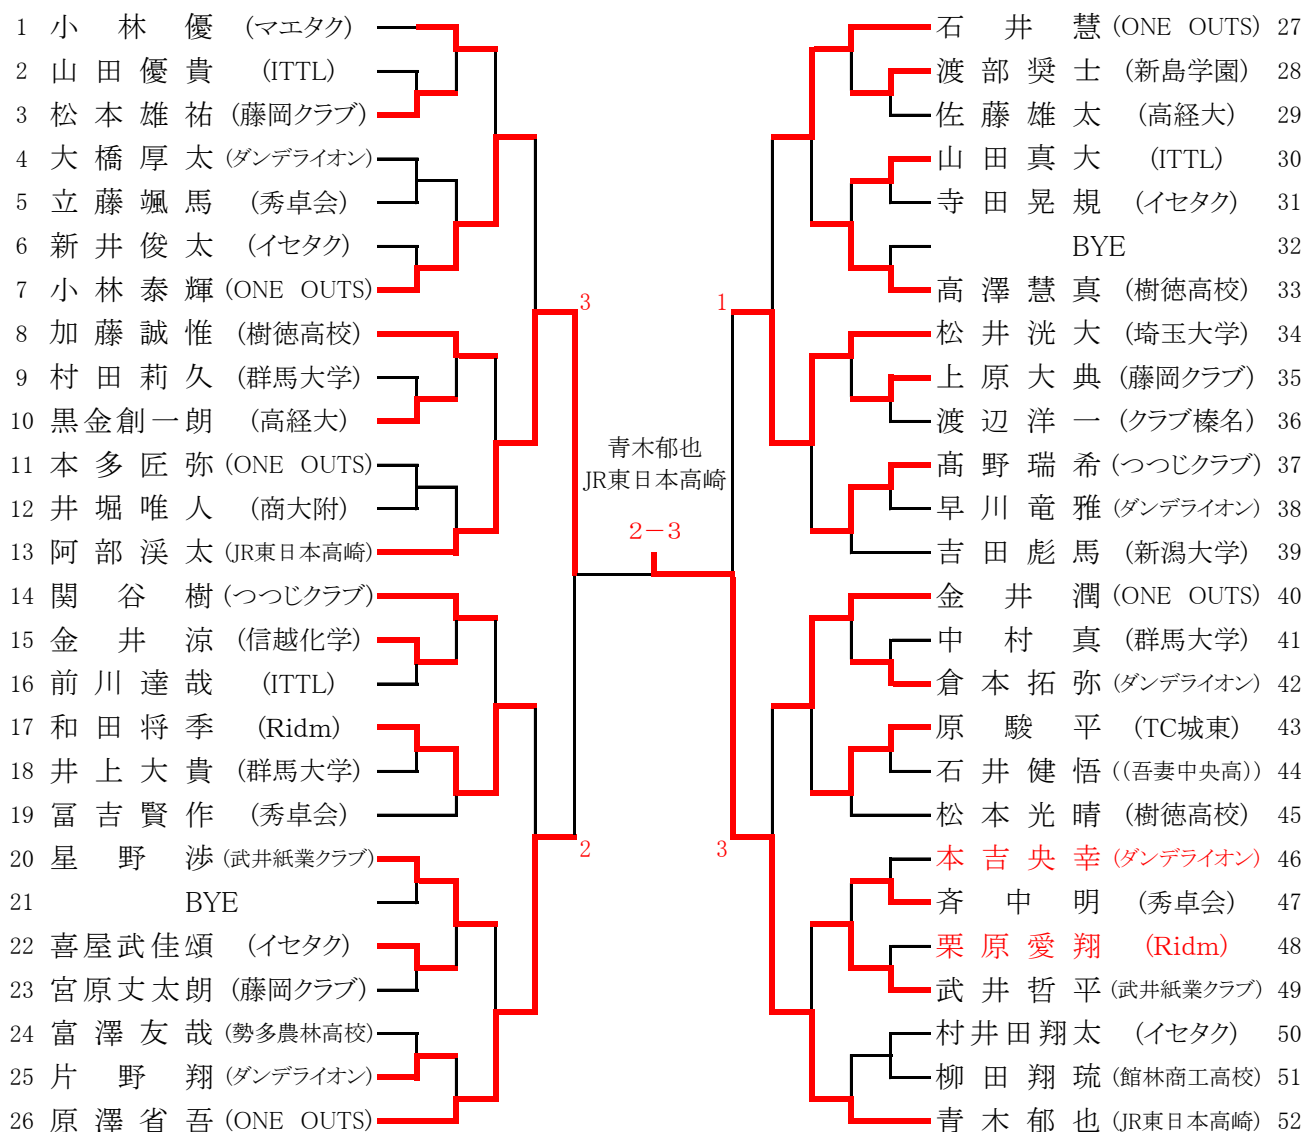 1 小林優 (マエタク)
2 山田優貴 (ITTL)
3 松本雄祐 (藤岡クラブ)
4 大橋厚太 (ダンデライオン)
5 立藤颯馬 (秀卓会)
6 新井俊太 (イセタク)
7 小林泰輝 (ONE OUTS)
8 加藤誠惟 (樹徳高校)
9 村田莉久 (群馬大学)
10 黒金創一朗 (高経大)
11 本多匠弥 (ONE OUTS)
12 井堀唯人 (商大附)
13 阿部渓太 (JR東日本高崎)
14 関谷樹 (つつじクラブ)
15 金井涼 (信越化学)
16 前川達哉 (ITTL)
17 和田将季 (Ridm)
18 井上大貴 (群馬大学)
19 冨吉賢作 (秀卓会)
20 星野渉 (武井紙業クラブ)
21 BYE
22 喜屋武佳頌 (イセタク)
23 宮原丈太朗 (藤岡クラブ)
24 富澤友哉 (勢多農林高校)
25 片野翔 (ダンデライオン)
26 原澤省吾 (ONE OUTS)
3
2
青木郁也
JR東日本高崎
2−3
1
3
石井慧 (ONE OUTS) 27
渡部奨士 (新島学園) 28
佐藤雄太 (高経大) 29
山田真大 (ITTL) 30
寺田晃規 (イセタク) 31
BYE 32
高澤慧真 (樹徳高校) 33
松井洸大 (埼玉大学) 34
上原大典 (藤岡クラブ) 35
渡辺洋一 (クラブ榛名) 36
髙野瑞希 (つつじクラブ) 37
早川竜雅 (ダンデライオン) 38
吉田彪馬 (新潟大学) 39
金井潤 (ONE OUTS) 40
中村真 (群馬大学) 41
倉本拓弥 (ダンデライオン) 42
原駿平 (TC城東) 43
石井健悟 ((吾妻中央高)) 44
松本光晴 (樹徳高校) 45
本吉央幸 (ダンデライオン) 46
斉中明 (秀卓会) 47
栗原愛翔 (Ridm) 48
武井哲平 (武井紙業クラブ) 49
村井田翔太 (イセタク) 50
柳田翔琉 (館林商工高校) 51
青木郁也 (JR東日本高崎) 52